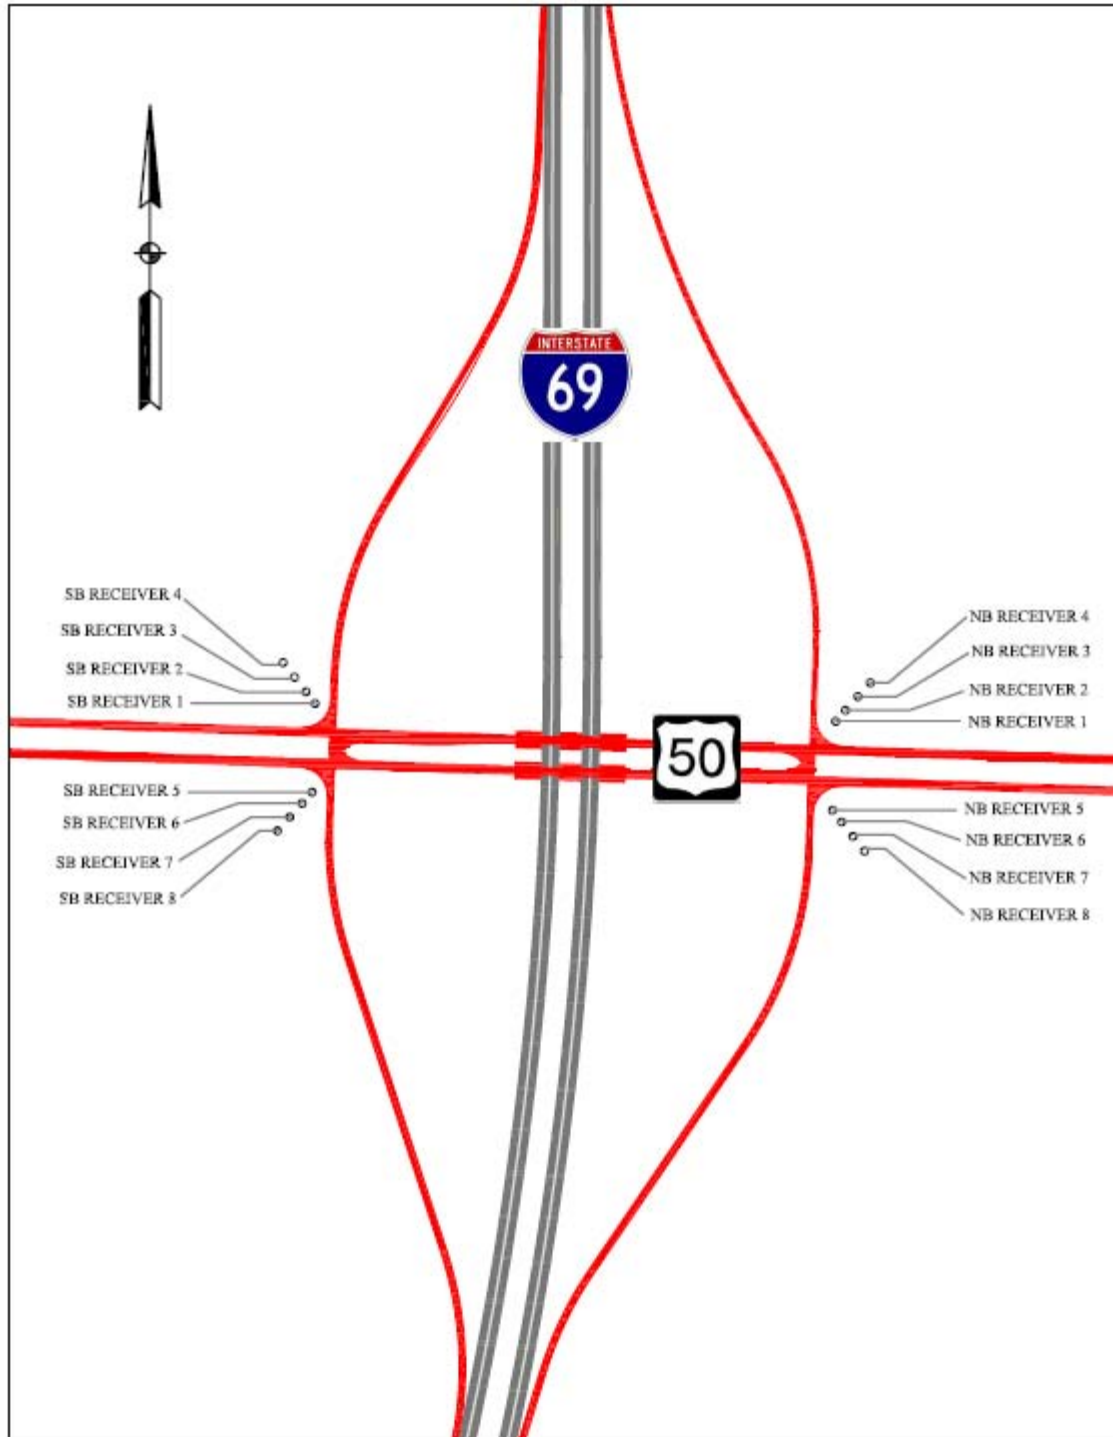 INTERSTATE
69
SB RECEIVER 4
SB RECEIVER 3
SB RECEIVER 2
SB RECEIVER 1
NB RECEIVER 4
NB RECEIVER 3
NB RECEIVER 2
NB RECEIVER 1
50
SB RECEIVER 5
SB RECEIVER 6
SB RECEIVER 7
SB RECEIVER 8
NB RECEIVER 5
NB RECEIVER 6
NB RECEIVER 7
NB RECEIVER 8